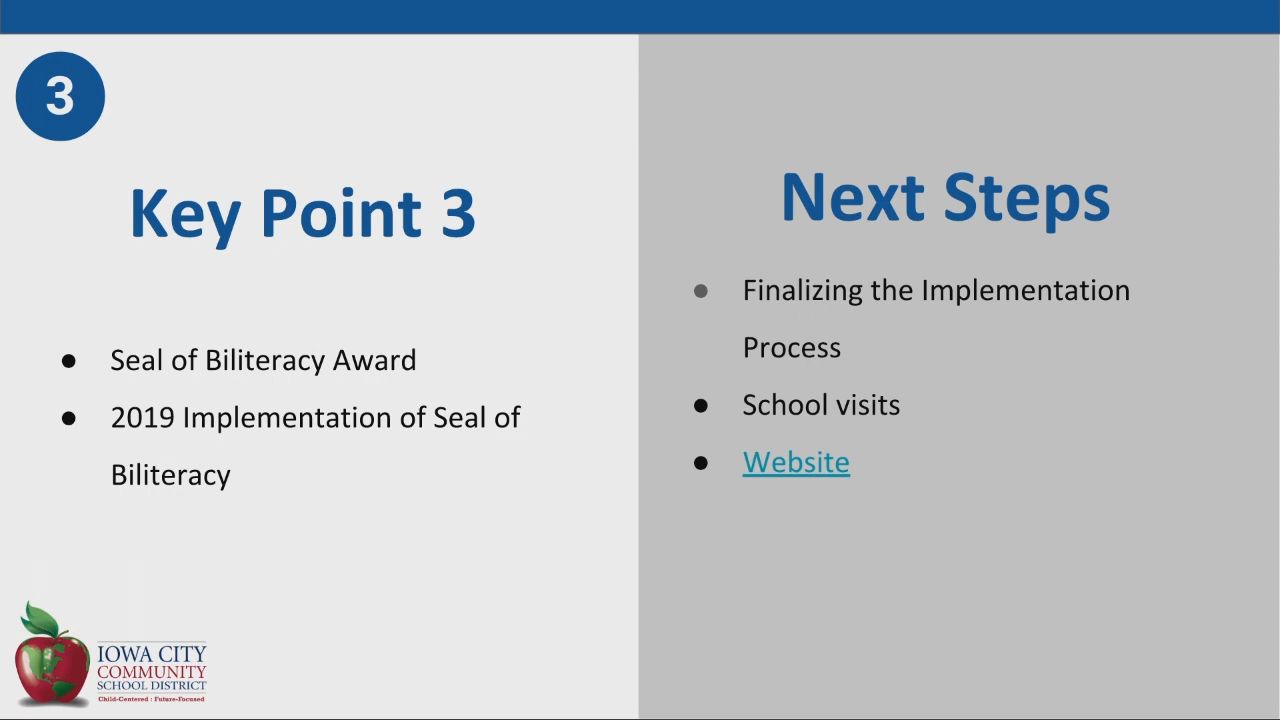 3
Key Point 3
● Seal of Biliteracy Award
● 2019 Implementation of Seal of
Biliteracy
Next Steps
● Finalizing the Implementation
Process
● School visits
● Website
IOWA CITY
COMMUNITY
SCHOOL DISTRICT
Child-Centered : Future-Focused